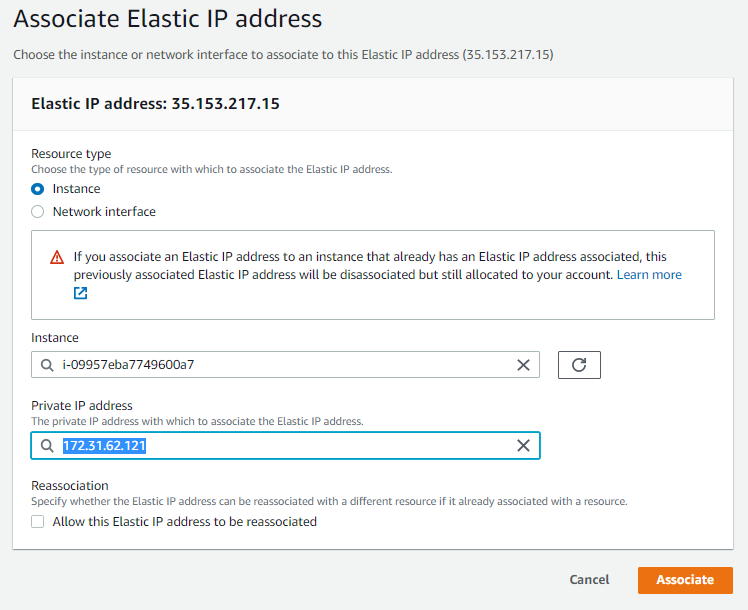 Associate Elastic IP address
Choose the instance or network interface to associate to this Elastic IP address (35.153.217.15)
Elastic IP address: 35.153.217.15
Resource type
Choose the type of resource with which to associate the Elastic IP address.
Instance
Network interface
If you associate an Elastic IP address to an instance that already has an Elastic IP address associated, this
previously associated Elastic IP address will be disassociated but still allocated to your account. Learn more
Instance
i-09957eba7749600a7
Private IP address
The private IP address with which to associate the Elastic IP address.
172.31.62.121
Reassociation
Specify whether the Elastic IP address can be reassociated with a different resource if it already associated with a resource.
Allow this Elastic IP address to be reassociated
Cancel
Associate